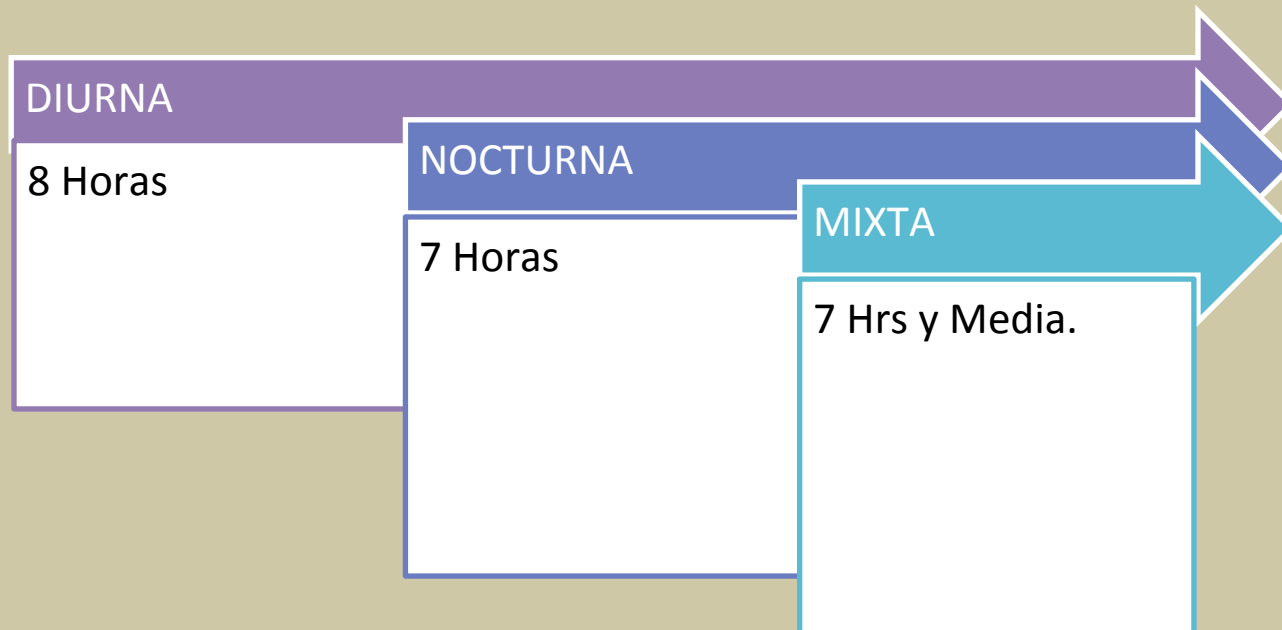 DIURNA
8 Horas
NOCTURNA
7 Horas
MIXTA
7 Hrs y Media.